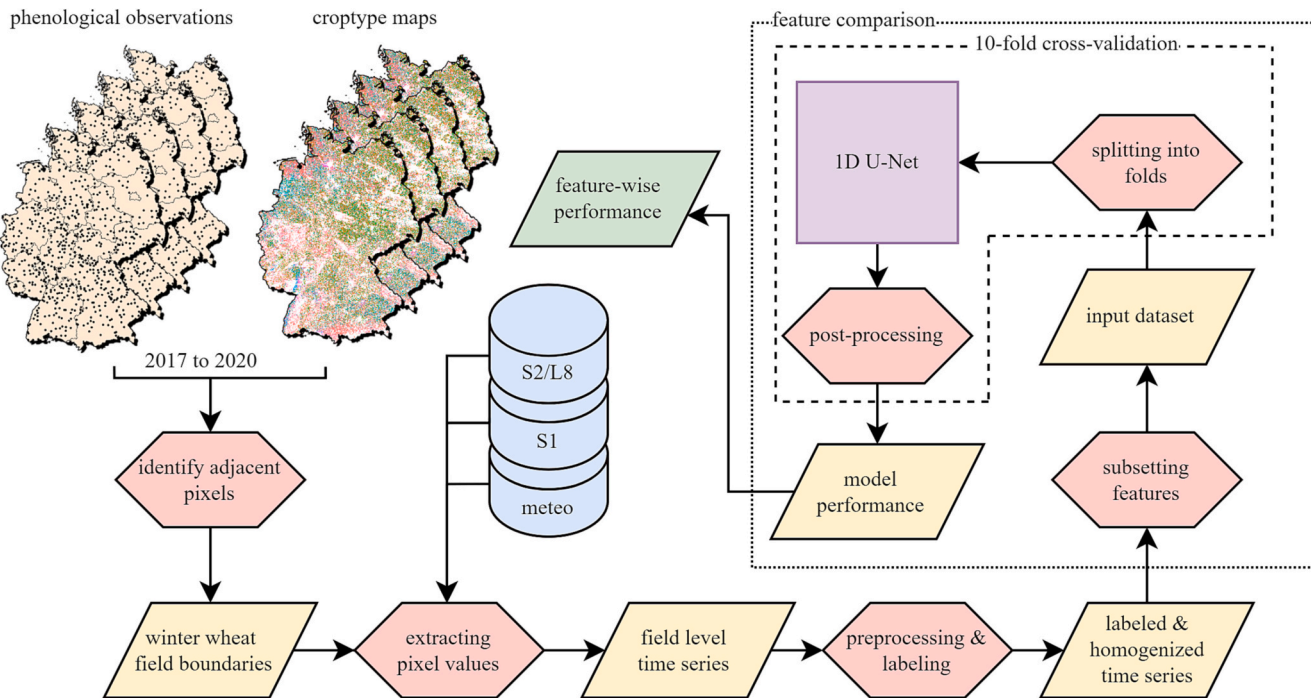 phenological observations
croptype maps
feature comparison
10-fold cross-validation
1D U-Net
splitting into
folds
feature-wise
performance
input dataset
post-processing
2017 to 2020
S2/L8
S1
meteo
identify adjacent
pixels
model
performance
subsetting
features
winter wheat
field boundaries
extracting
pixel values
field level
time series
preprocessing &
labeling
labeled &
homogenized
time series